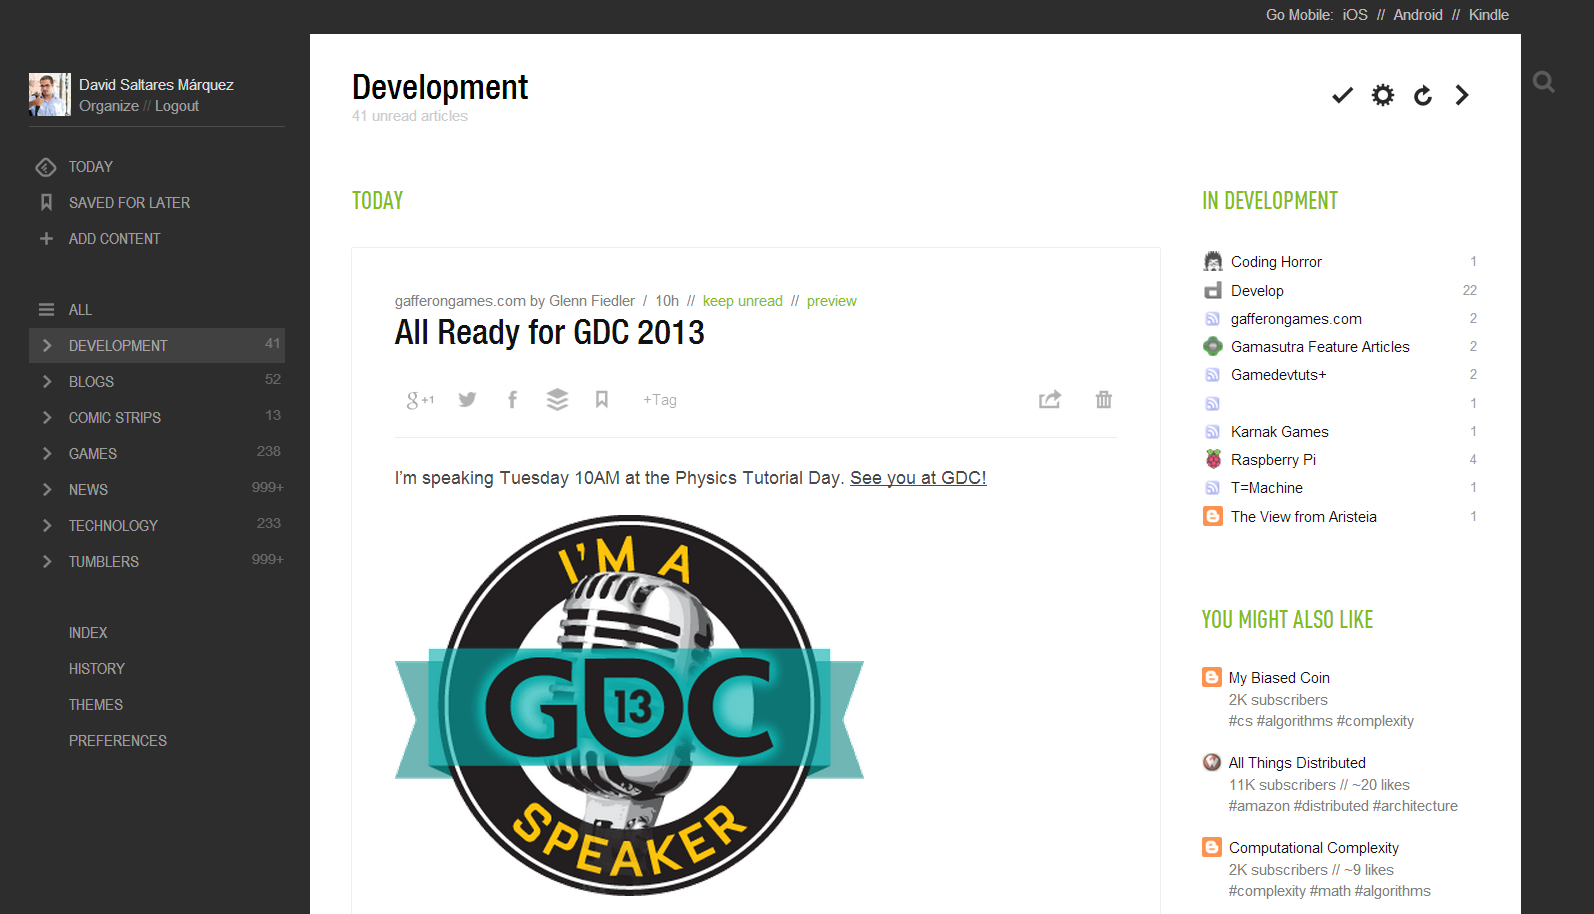 Go Mobile: iOS // Android // Kindle
David Saltares Márquez
Organize // Logout
TODAY
SAVED FOR LATER
ADD CONTENT
ALL
DEVELOPMENT 41
BLOGS 52
COMIC STRIPS 13
GAMES 238
NEWS 999+
TECHNOLOGY 233
TUMBLERS 999+
INDEX
HISTORY
THEMES
PREFERENCES
Development
41 unread articles
TODAY
gafferongames.com by Glenn Fiedler / 10h // keep unread // preview
All Ready for GDC 2013
g+1
+Tag
I'm speaking Tuesday 10AM at the Physics Tutorial Day. See you at GDC!
I'M A
GDC
13
SPEAKER
IN DEVELOPMENT
Coding Horror 1
Develop 22
gafferongames.com 2
Gamasutra Feature Articles 2
Gamedevtuts+ 2
1
Karnak Games 1
Raspberry Pi 4
T=Machine 1
The View from Aristeia 1
YOU MIGHT ALSO LIKE
My Biased Coin
2K subscribers
#cs #algorithms #complexity
All Things Distributed
11K subscribers // ~20 likes
#amazon #distributed #architecture
Computational Complexity
2K subscribers // ~9 likes
#complexity #math #algorithms